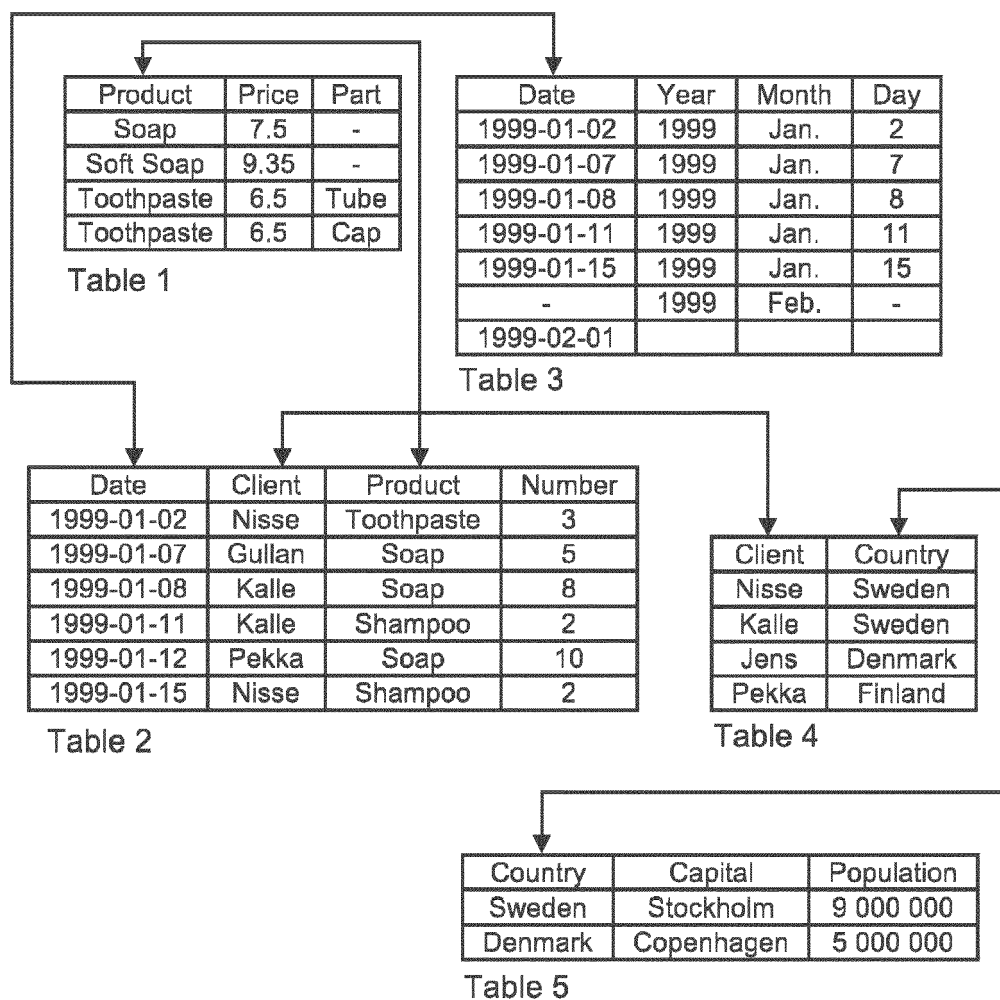 Product Price Part
Soap 7.5 -
Soft Soap 9.35 -
Toothpaste 6.5 Tube
Toothpaste 6.5 Cap
Table 1
Date Year Month Day
1999-01-02 1999 Jan. 2
1999-01-07 1999 Jan. 7
1999-01-08 1999 Jan. 8
1999-01-11 1999 Jan. 11
1999-01-15 1999 Jan. 15
- 1999 Feb. -
1999-02-01
Table 3
Date Client Product Number
1999-01-02 Nisse Toothpaste 3
1999-01-07 Gullan Soap 5
1999-01-08 Kalle Soap 8
1999-01-11 Kalle Shampoo 2
1999-01-12 Pekka Soap 10
1999-01-15 Nisse Shampoo 2
Table 2
Client Country
Nisse Sweden
Kalle Sweden
Jens Denmark
Pekka Finland
Table 4
Country Capital Population
Sweden Stockholm 9 000 000
Denmark Copenhagen 5 000 000
Table 5